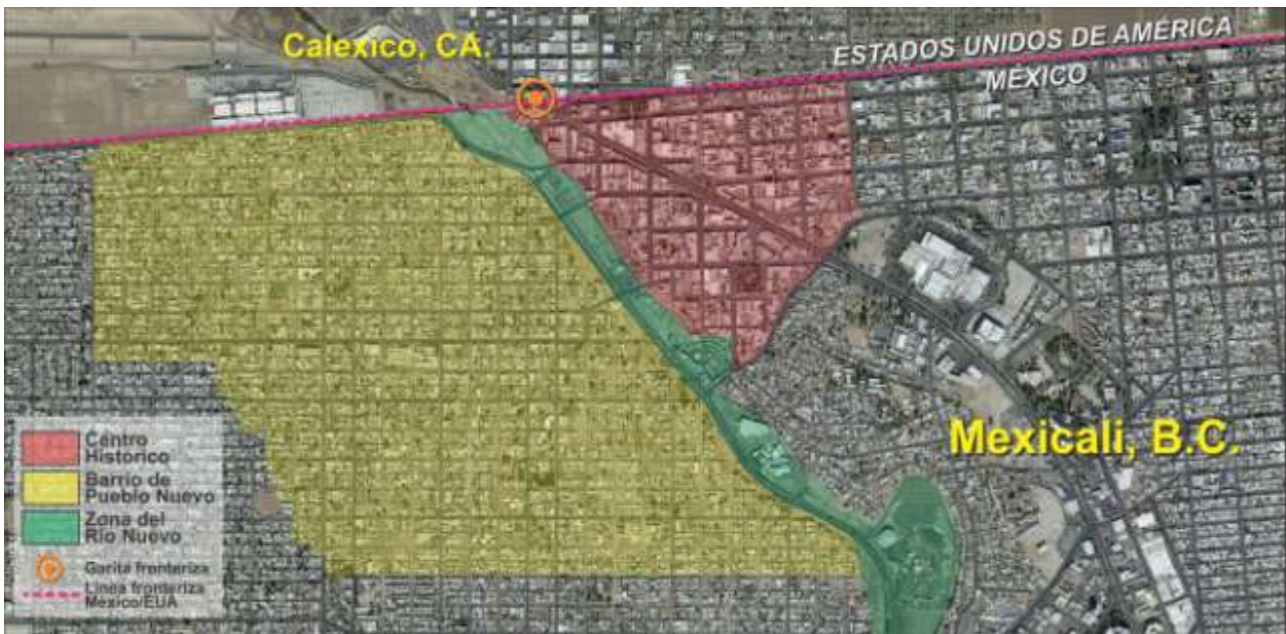 Calexico, CA.
ESTADOS UNIDOS DE AMÉRICA
MÉXICO
Mexicali, B.C.
Centro
Historico
Barrio de
Pueblo Nuevo
Zona del
Río Nuevo
Garita fronteriza
Linea fronteriza
Mexico/EUA